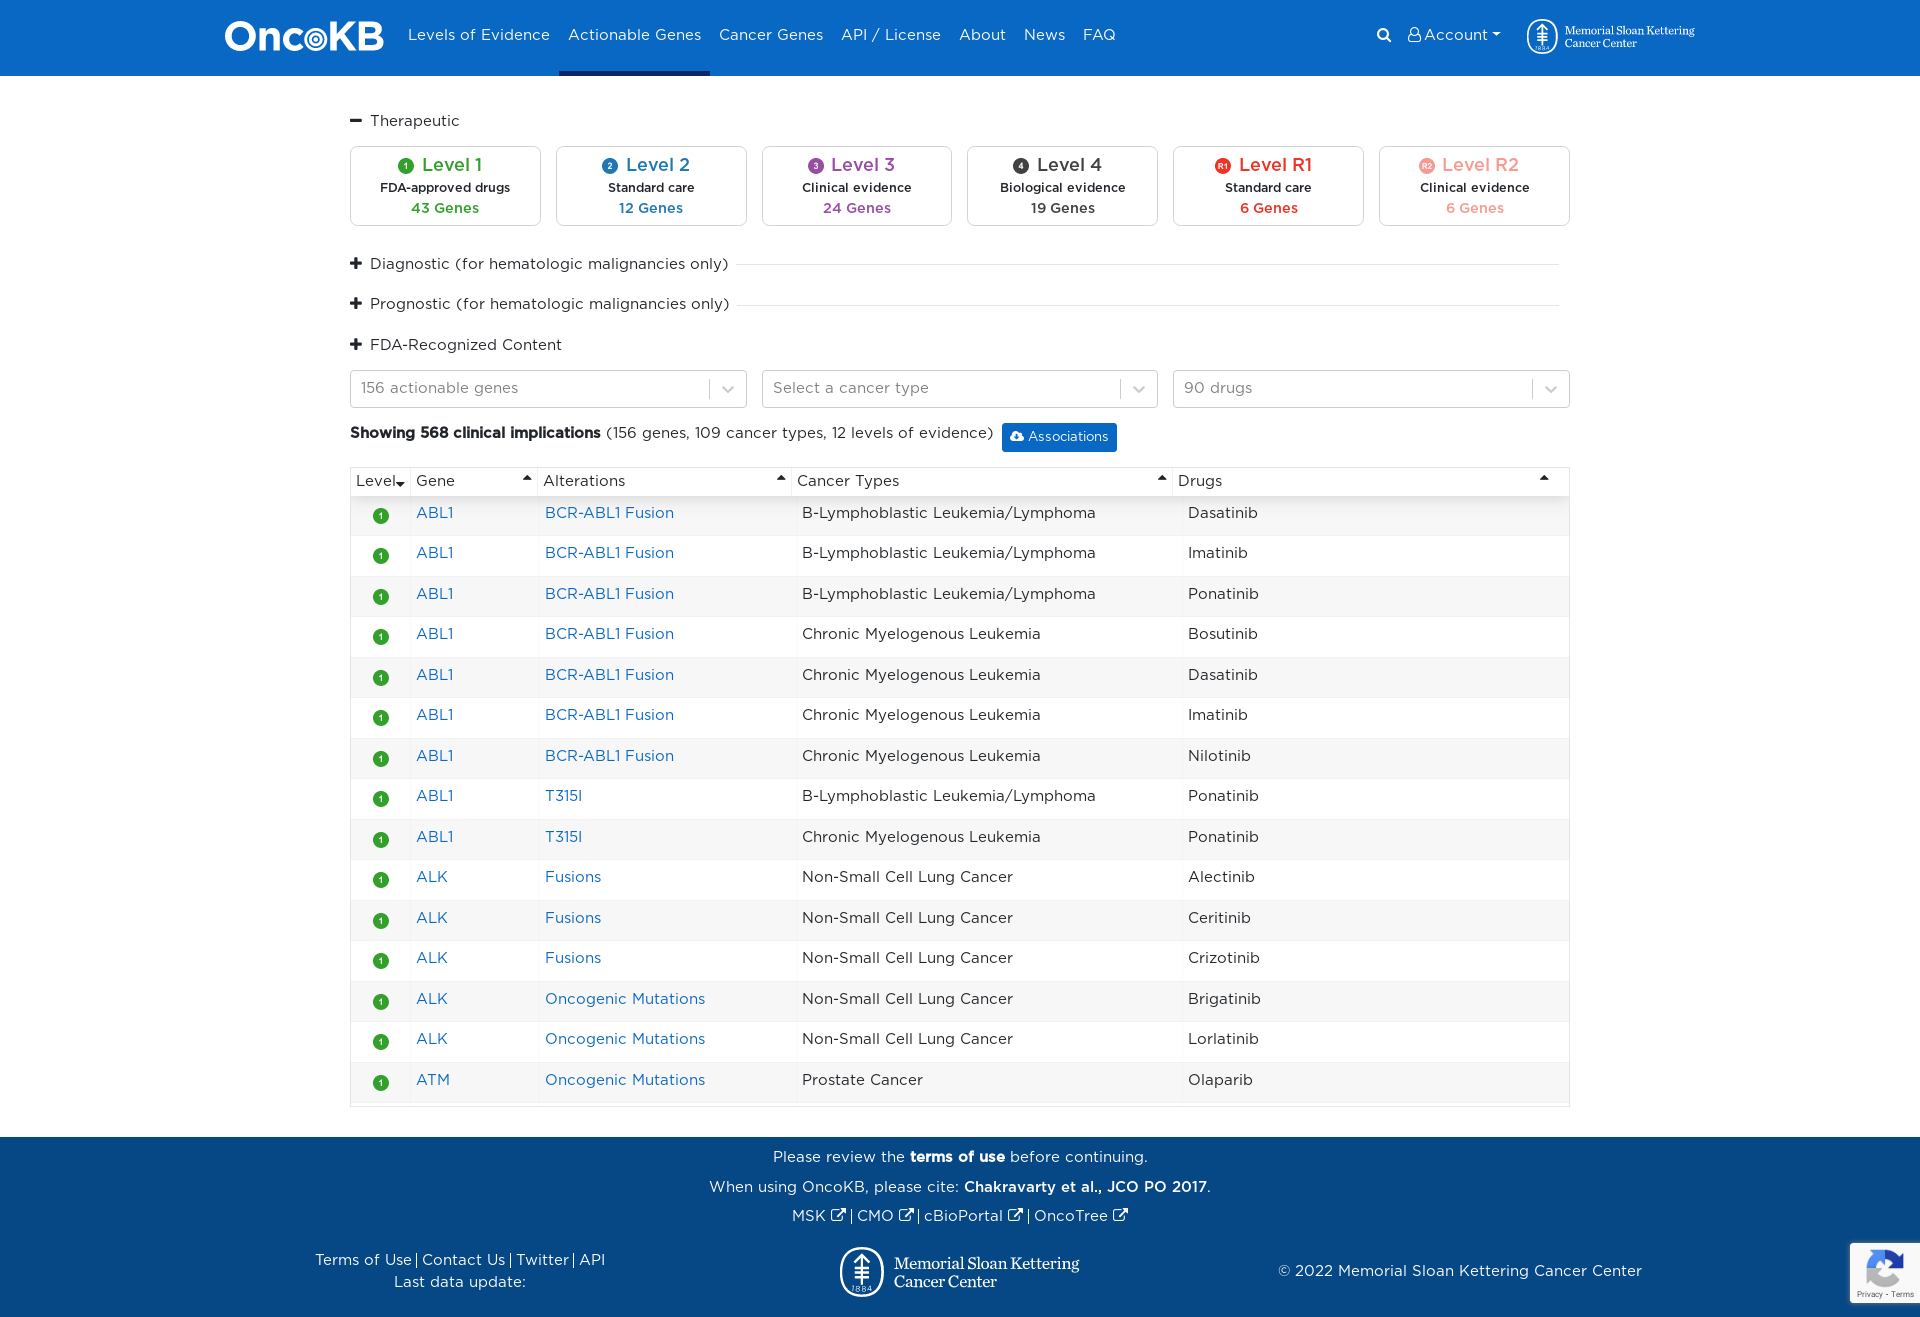 OncoKB Levels of Evidence Actionable Genes Cancer Genes API / License About News FAQ Account Memorial Sloan Kettering Cancer Center
1884
Therapeutic
1 Level 1
FDA-approved drugs
43 Genes
2 Level 2
Standard care
12 Genes
3 Level 3
Clinical evidence
24 Genes
4 Level 4
Biological evidence
19 Genes
R1 Level R1
Standard care
6 Genes
R2 Level R2
Clinical evidence
6 Genes
Diagnostic (for hematologic malignancies only)
Prognostic (for hematologic malignancies only)
FDA-Recognized Content
156 actionable genes Select a cancer type 90 drugs
Showing 568 clinical implications (156 genes, 109 cancer types, 12 levels of evidence) Associations
Level Gene Alterations Cancer Types Drugs
1 ABL1 BCR-ABL1 Fusion B-Lymphoblastic Leukemia/Lymphoma Dasatinib
1 ABL1 BCR-ABL1 Fusion B-Lymphoblastic Leukemia/Lymphoma Imatinib
1 ABL1 BCR-ABL1 Fusion B-Lymphoblastic Leukemia/Lymphoma Ponatinib
1 ABL1 BCR-ABL1 Fusion Chronic Myelogenous Leukemia Bosutinib
1 ABL1 BCR-ABL1 Fusion Chronic Myelogenous Leukemia Dasatinib
1 ABL1 BCR-ABL1 Fusion Chronic Myelogenous Leukemia Imatinib
1 ABL1 BCR-ABL1 Fusion Chronic Myelogenous Leukemia Nilotinib
1 ABL1 T315I B-Lymphoblastic Leukemia/Lymphoma Ponatinib
1 ABL1 T315I Chronic Myelogenous Leukemia Ponatinib
1 ALK Fusions Non-Small Cell Lung Cancer Alectinib
1 ALK Fusions Non-Small Cell Lung Cancer Ceritinib
1 ALK Fusions Non-Small Cell Lung Cancer Crizotinib
1 ALK Oncogenic Mutations Non-Small Cell Lung Cancer Brigatinib
1 ALK Oncogenic Mutations Non-Small Cell Lung Cancer Lorlatinib
1 ATM Oncogenic Mutations Prostate Cancer Olaparib
Please review the terms of use before continuing.
When using OncoKB, please cite: Chakravarty et al., JCO PO 2017.
MSK | CMO | cBioPortal | OncoTree
Terms of Use | Contact Us | Twitter | API
Last data update:
1884
Memorial Sloan Kettering
Cancer Center
© 2022 Memorial Sloan Kettering Cancer Center
Privacy - Terms